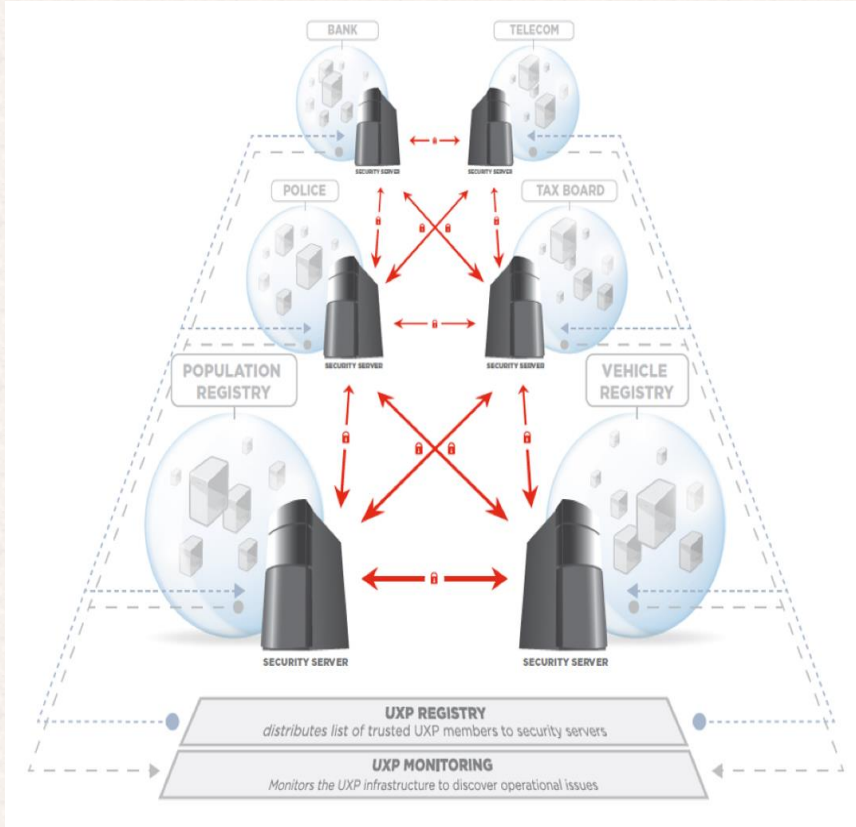 BANK
TELECOM
SECURITY SERVER
SECURITY SERVER
POLICE
TAX BOARD
SECURITY SERVER
SECURITY SERVER
POPULATION
REGISTRY
VEHICLE
REGISTRY
SECURITY SERVER
SECURITY SERVER
UXP REGISTRY
distributes list of trusted UXP members to security servers
UXP MONITORING
Monitors the UXP infrastructure to discover operational issues